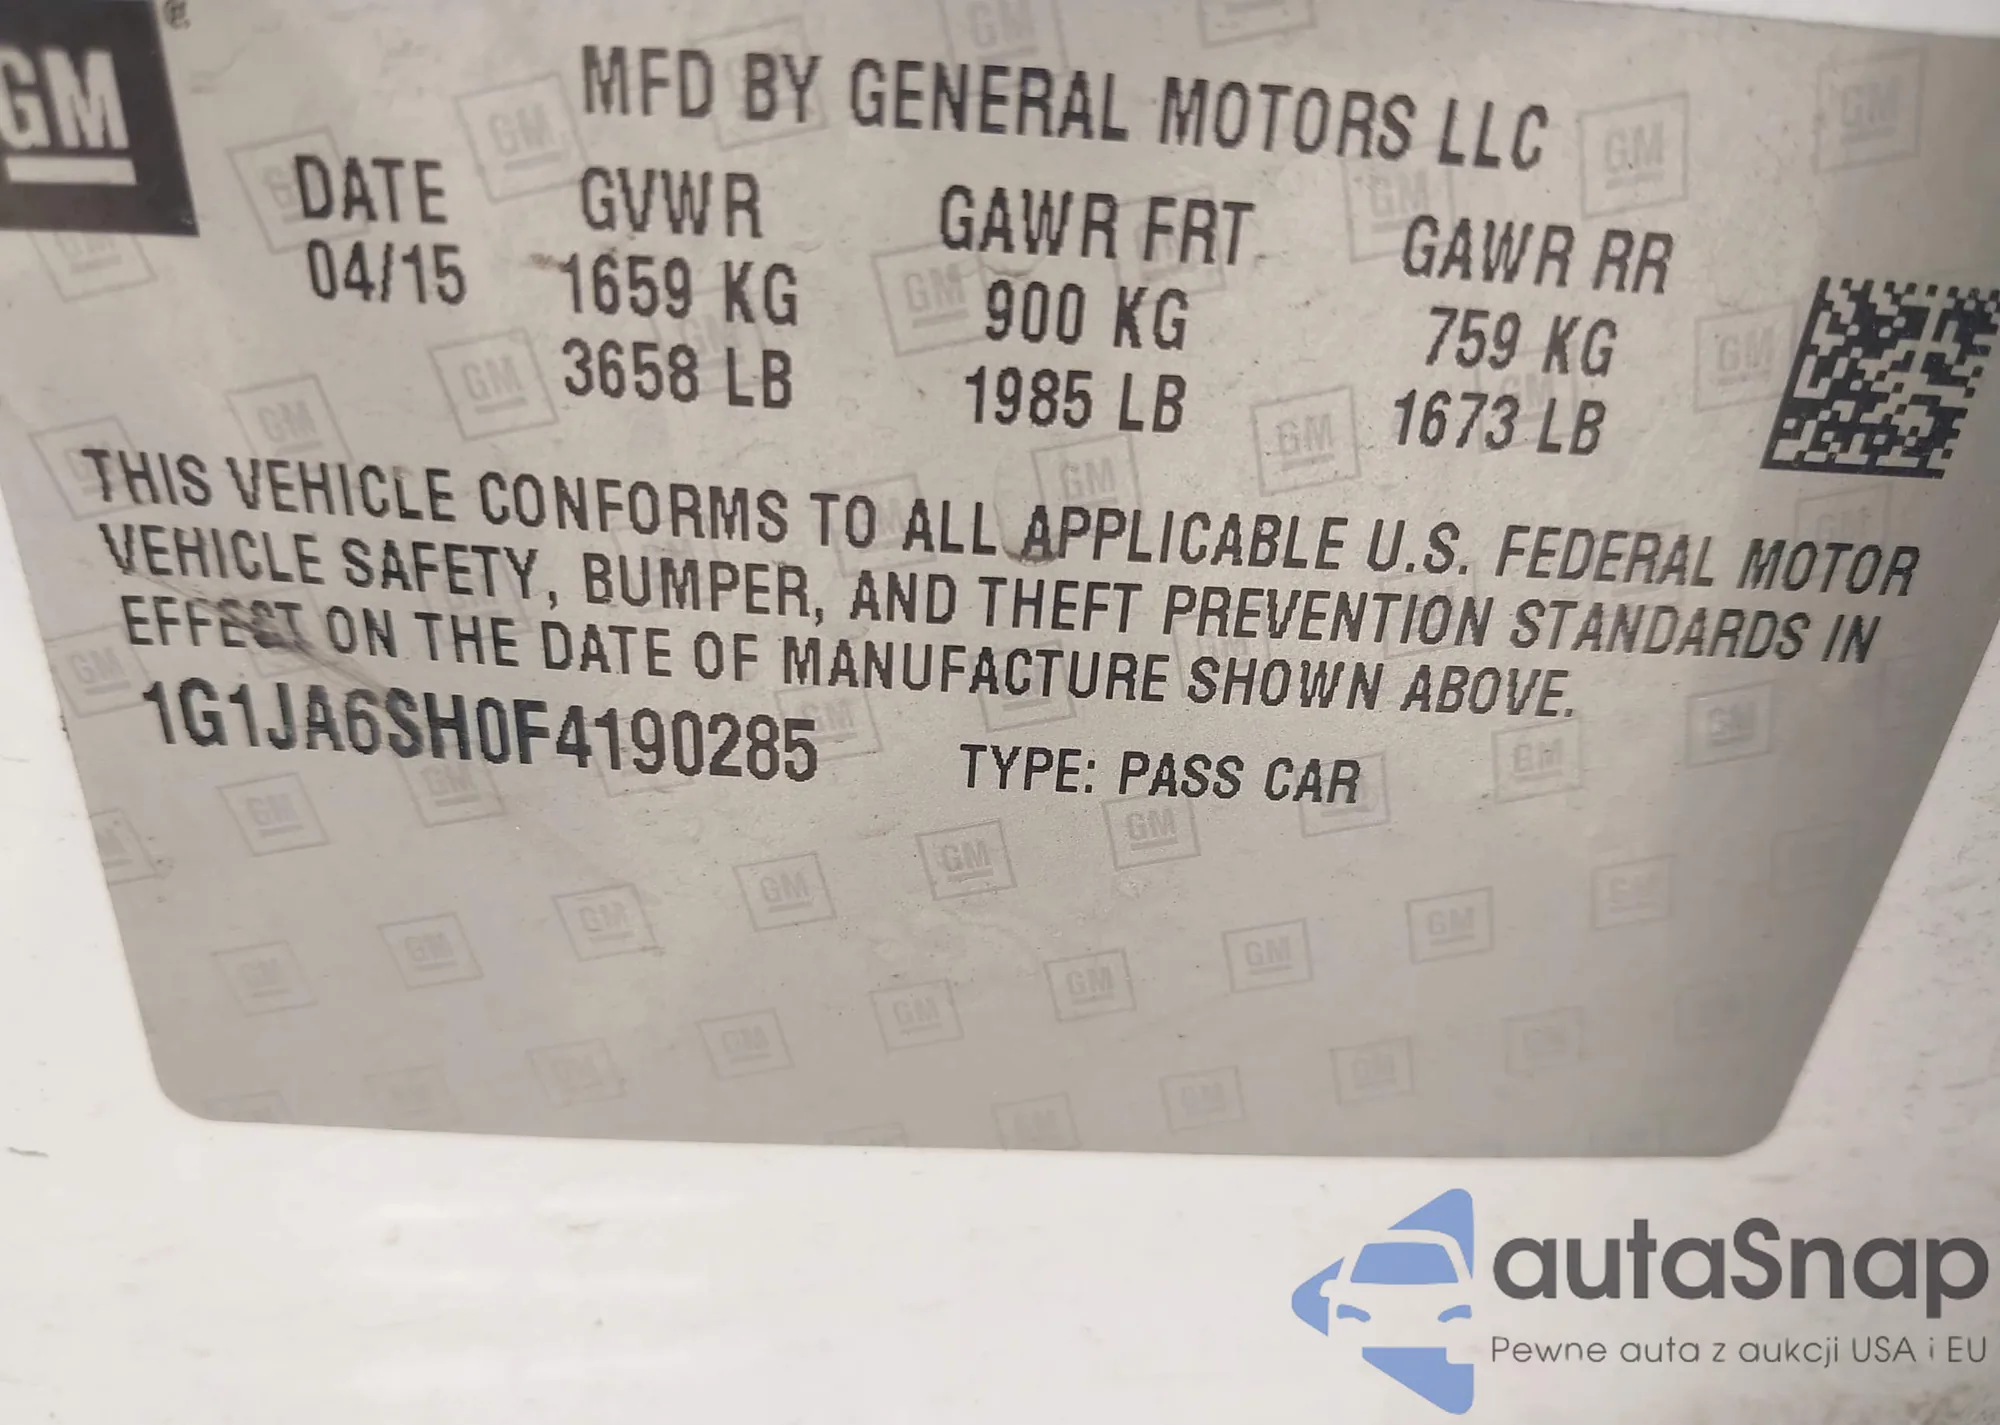 GM
MFD BY GENERAL MOTORS LLC
DATE GVWR GAWR FRT GAWR RR
04/15 1659 KG 900 KG 759 KG
3658 LB 1985 LB 1673 LB
THIS VEHICLE CONFORMS TO ALL APPLICABLE U.S. FEDERAL MOTOR
VEHICLE SAFETY, BUMPER, AND THEFT PREVENTION STANDARDS IN
EFFECT ON THE DATE OF MANUFACTURE SHOWN ABOVE.
1G1JA6SH0F4190285 TYPE: PASS CAR
autaSnap
Pewne auta z aukcji USA i EU